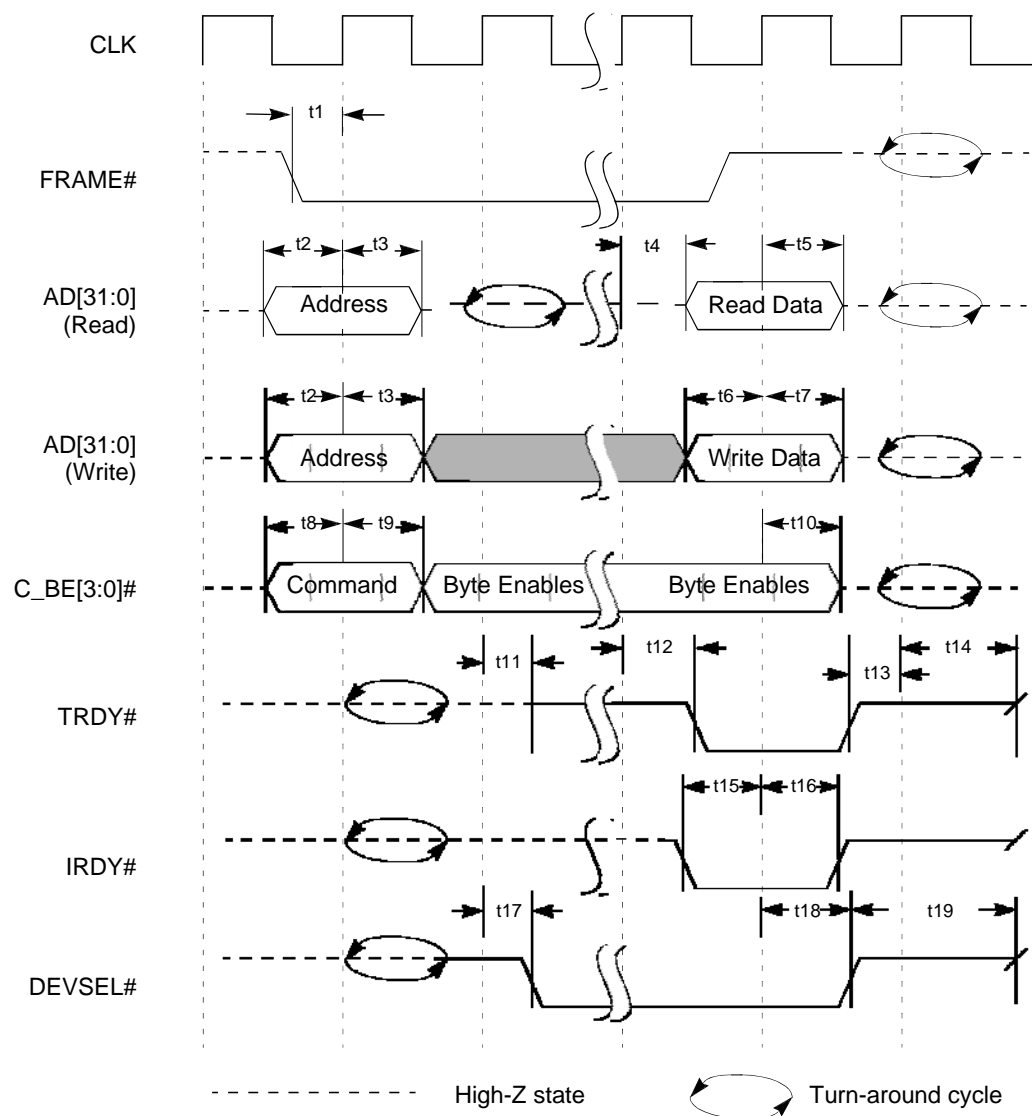 CLK
t1
FRAME#
t2 t3 t4 t5
AD[31:0]
(Read)
Address Read Data
t2 t3 t6 t7
AD[31:0]
(Write)
Address Write Data
t8 t9 t10
C_BE[3:0]#
Command Byte Enables Byte Enables
t11 t12 t13 t14
TRDY#
t15 t16
IRDY#
t17 t18 t19
DEVSEL#
High-Z state Turn-around cycle